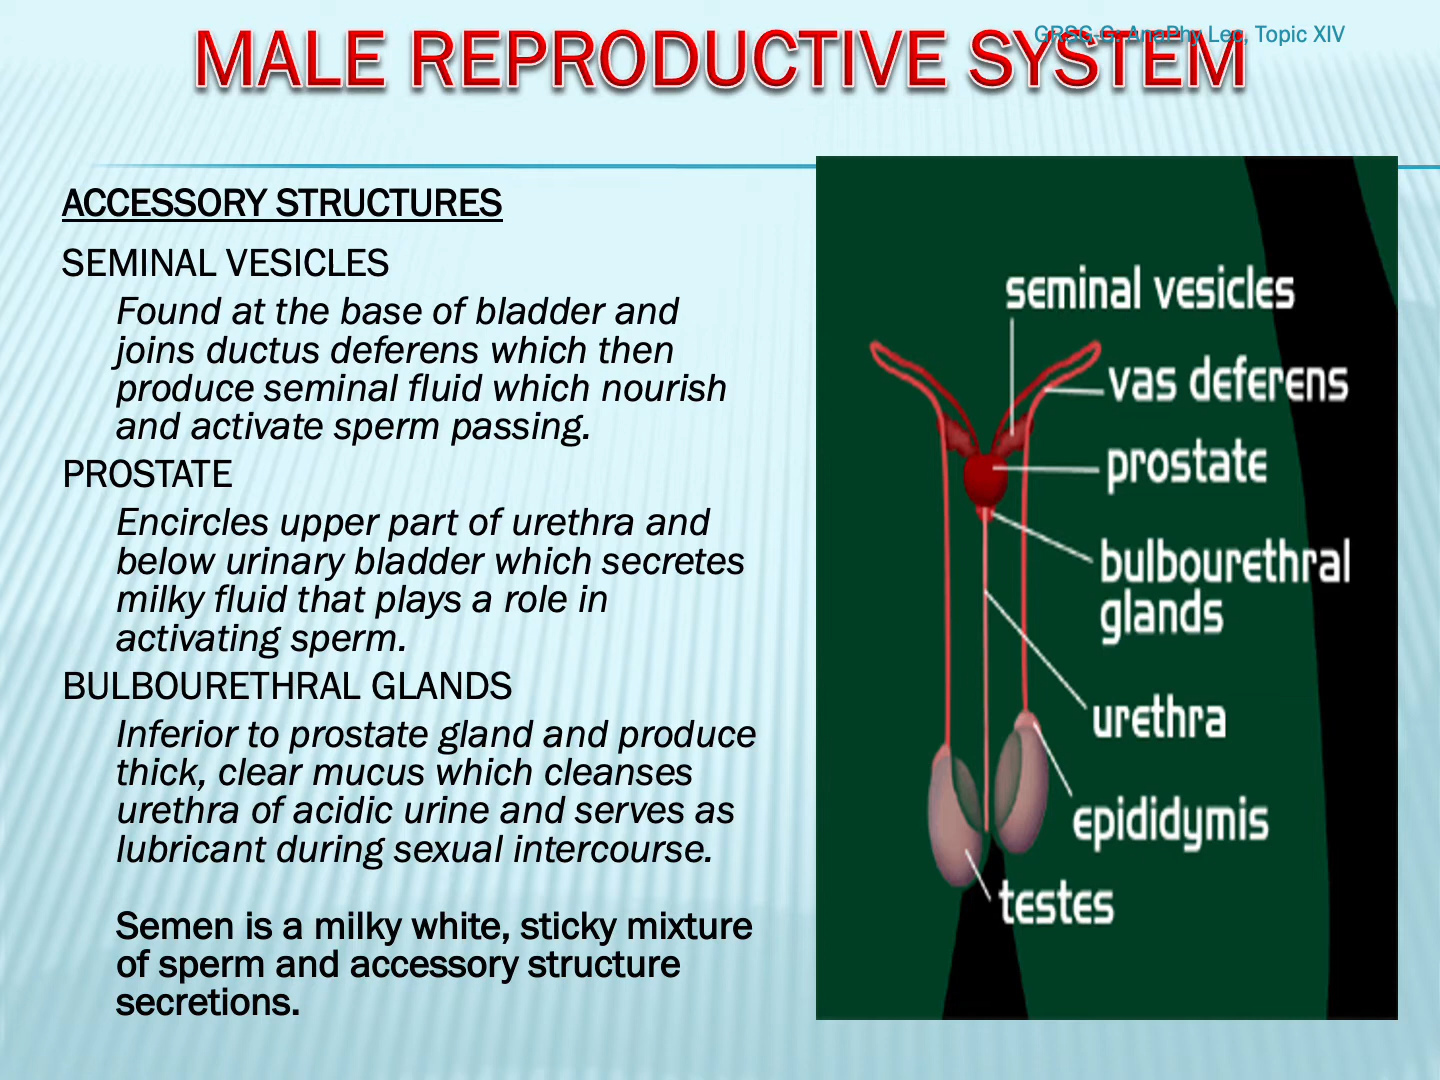 GRSG-G: AnaPhy Lec, Topic XIV
MALE REPRODUCTIVE SYSTEM
ACCESSORY STRUCTURES
SEMINAL VESICLES
Found at the base of bladder and
joins ductus deferens which then
produce seminal fluid which nourish
and activate sperm passing.
PROSTATE
Encircles upper part of urethra and
below urinary bladder which secretes
milky fluid that plays a role in
activating sperm.
BULBOURETHRAL GLANDS
Inferior to prostate gland and produce
thick, clear mucus which cleanses
urethra of acidic urine and serves as
lubricant during sexual intercourse.
Semen is a milky white, sticky mixture
of sperm and accessory structure
secretions.
seminal vesicles
vas deferens
prostate
bulbourethral
glands
urethra
epididymis
testes